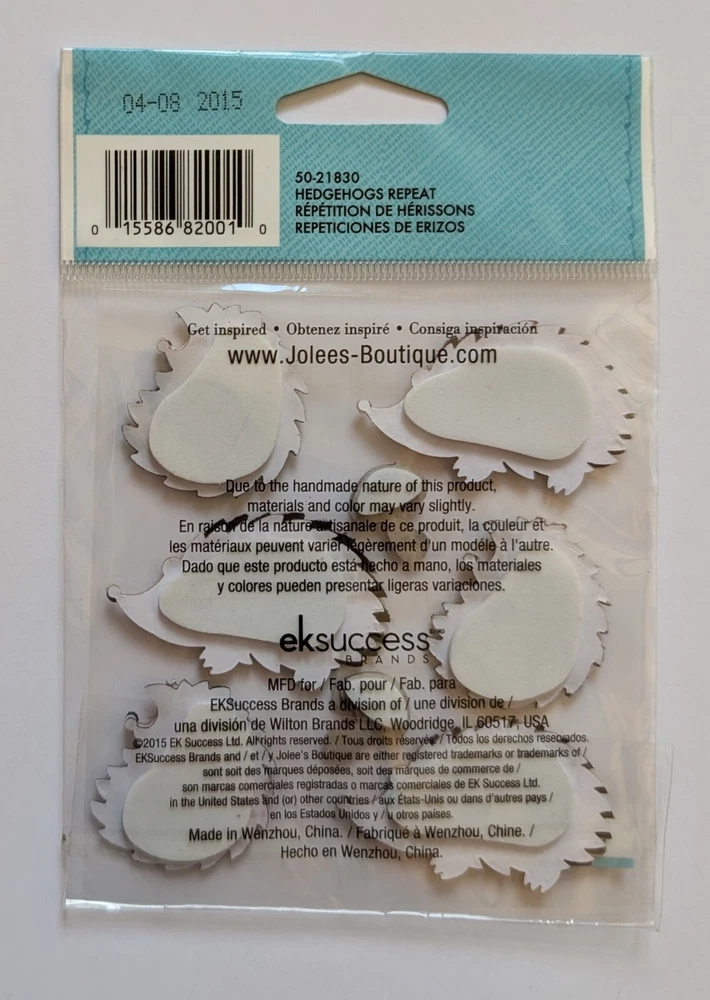 04-08 2015
0 15586 82001 0
50-21830
HEDGEHOGS REPEAT
RÉPÉTITION DE HÉRISSONS
REPETICIONES DE ERIZOS
Get inspired • Obtenez inspiré • Consiga inspiración
www.Jolees-Boutique.com
Due to the handmade nature of this product,
materials and color may vary slightly.
En raison de la nature artisanale de ce produit, la couleur et
les matériaux peuvent varier légèrement d'un modélè à l'autre.
Dado que este producto está hecho a mano, los materiales
y colores pueden presentar ligeras variaciones.
eksuccess
BRANDS
MFD for / Fab. pour / Fab. para
EKSuccess Brands a division of / une division de /
una división de Wilton Brands LLC, Woodridge, IL 60517, USA
©2015 EK Success Ltd. All rights reserved. / Tous droits réservés / Todos los derechos reservados.
EKSuccess Brands and / et / y Jolee's Boutique are either registered trademarks or trademarks of /
sont soit des marques déposées, soit des marques de commerce de /
son marcas comerciales registradas o marcas comerciales de EK Success Ltd.
in the United States and (or) other countries / aux États-Unis ou dans d'autres pays /
en los Estados Unidos y / u otros países.
Made in Wenzhou, China. / Fabriqué à Wenzhou, Chine. /
Hecho en Wenzhou, China.